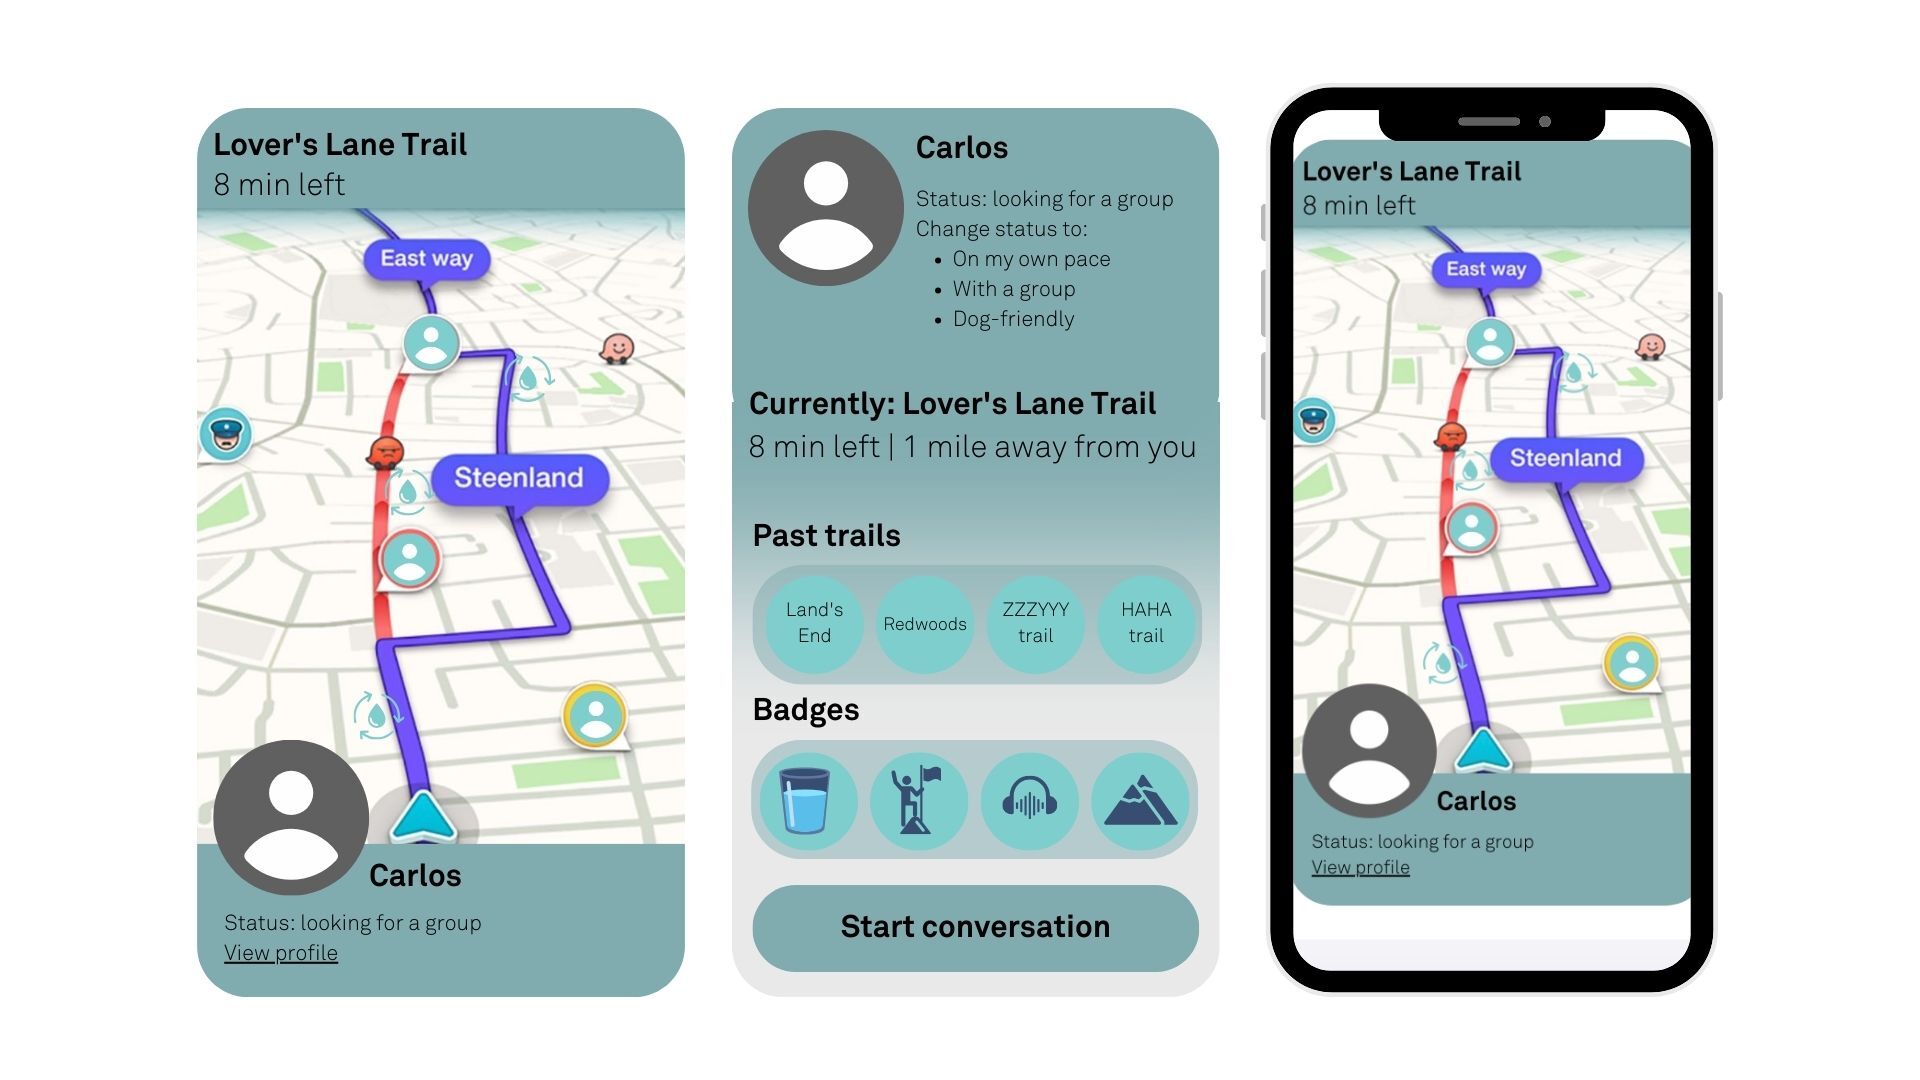 Lover's Lane Trail
8 min left
East way
Steenland
Carlos
Status: looking for a group
View profile
Carlos
Status: looking for a group
Change status to:
• On my own pace
• With a group
• Dog-friendly
Currently: Lover's Lane Trail
8 min left | 1 mile away from you
Past trails
Land's
End
Redwoods
ZZZYYY
trail
HAHA
trail
Badges
Start conversation
Lover's Lane Trail
8 min left
East way
Steenland
Carlos
Status: looking for a group
View profile